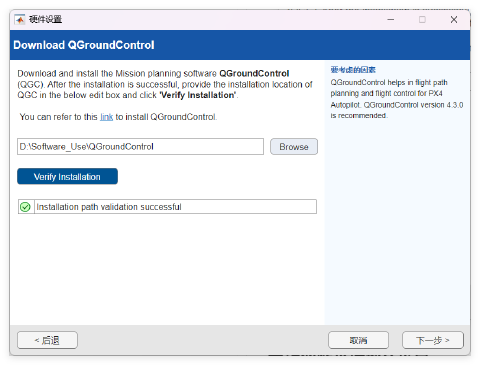 硬件设置
Download QGroundControl
Download and install the Mission planning software QGroundControl
(QGC). After the installation is successful, provide the installation location of
QGC in the below edit box and click 'Verify Installation'.
You can refer to this link to install QGroundControl.
D:\Software_Use\QGroundControl
Browse
Verify Installation
Installation path validation successful
要考虑的因素
QGroundControl helps in flight path
planning and flight control for PX4
Autopilot. QGroundControl version 4.3.0
is recommended.
< 后退
取消
下一步 >